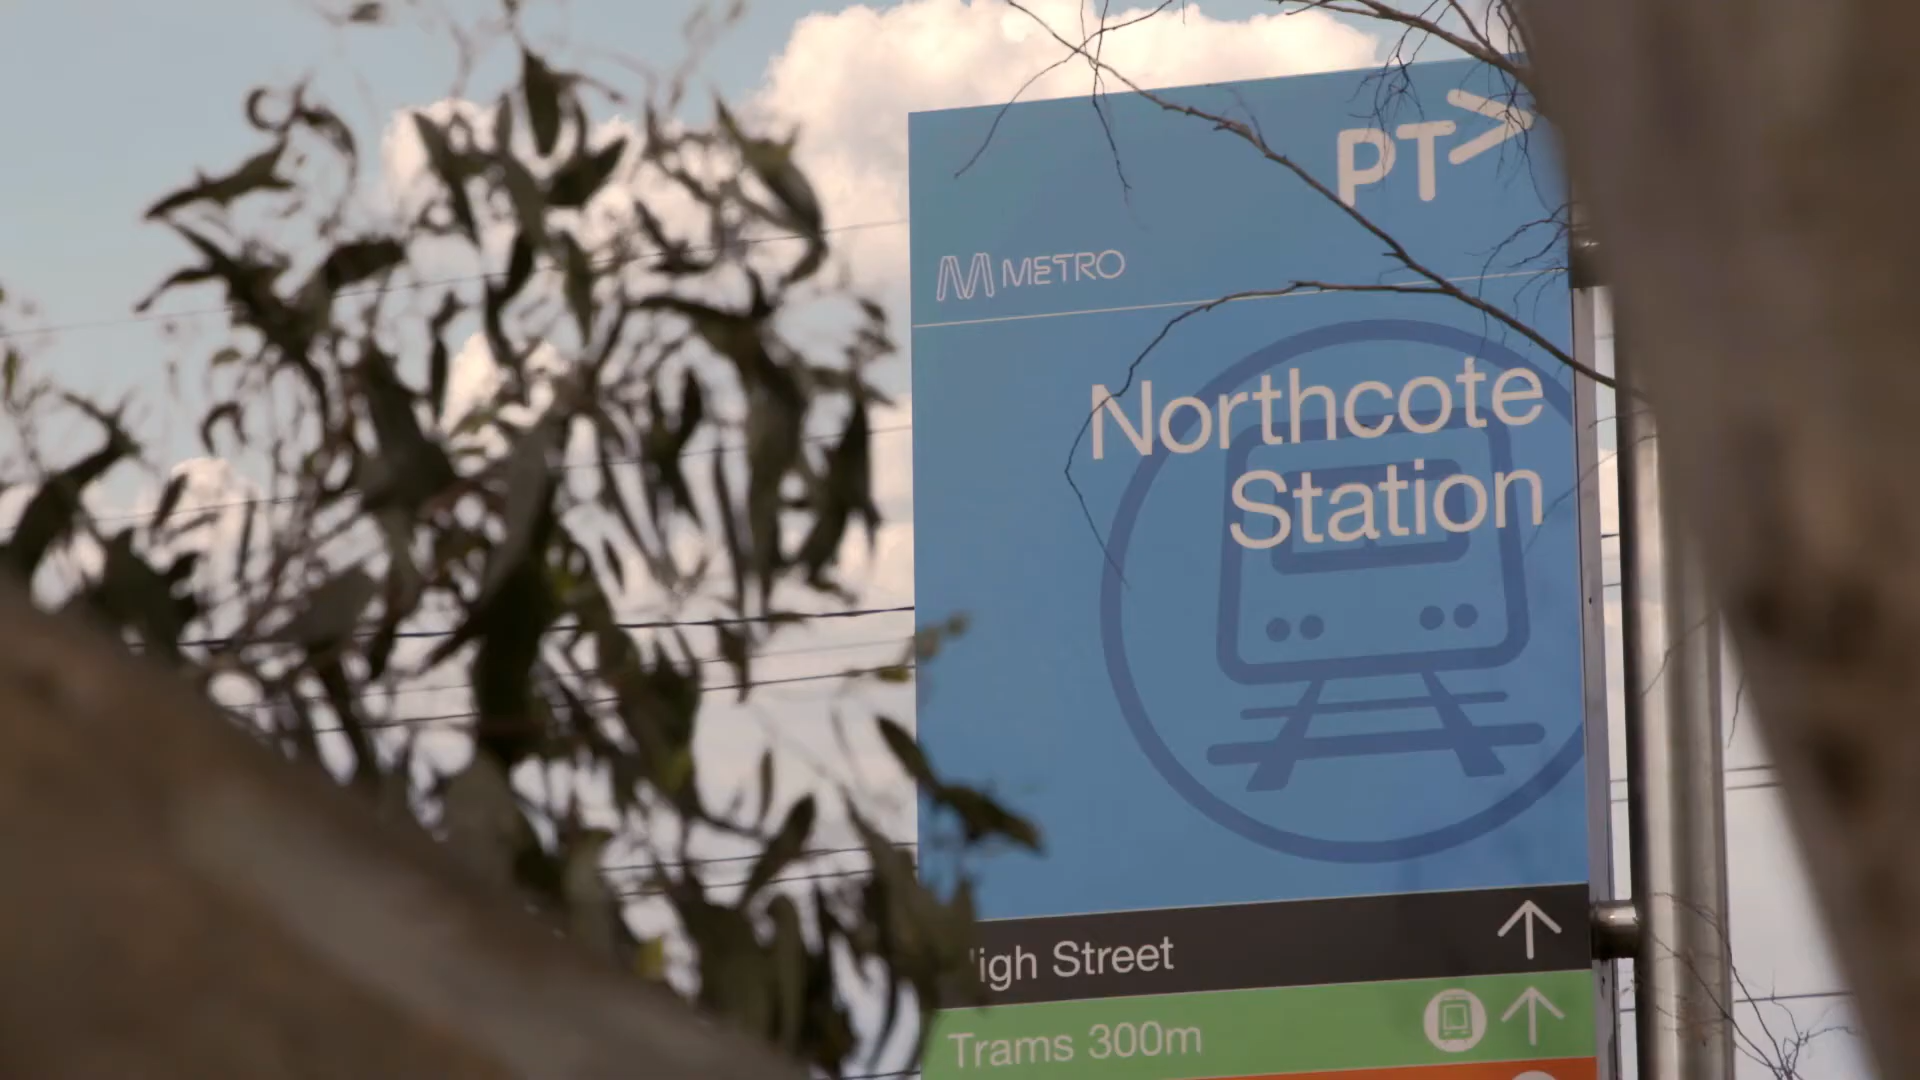 PT>
METRO
Northcote
Station
igh Street
Trams 300m